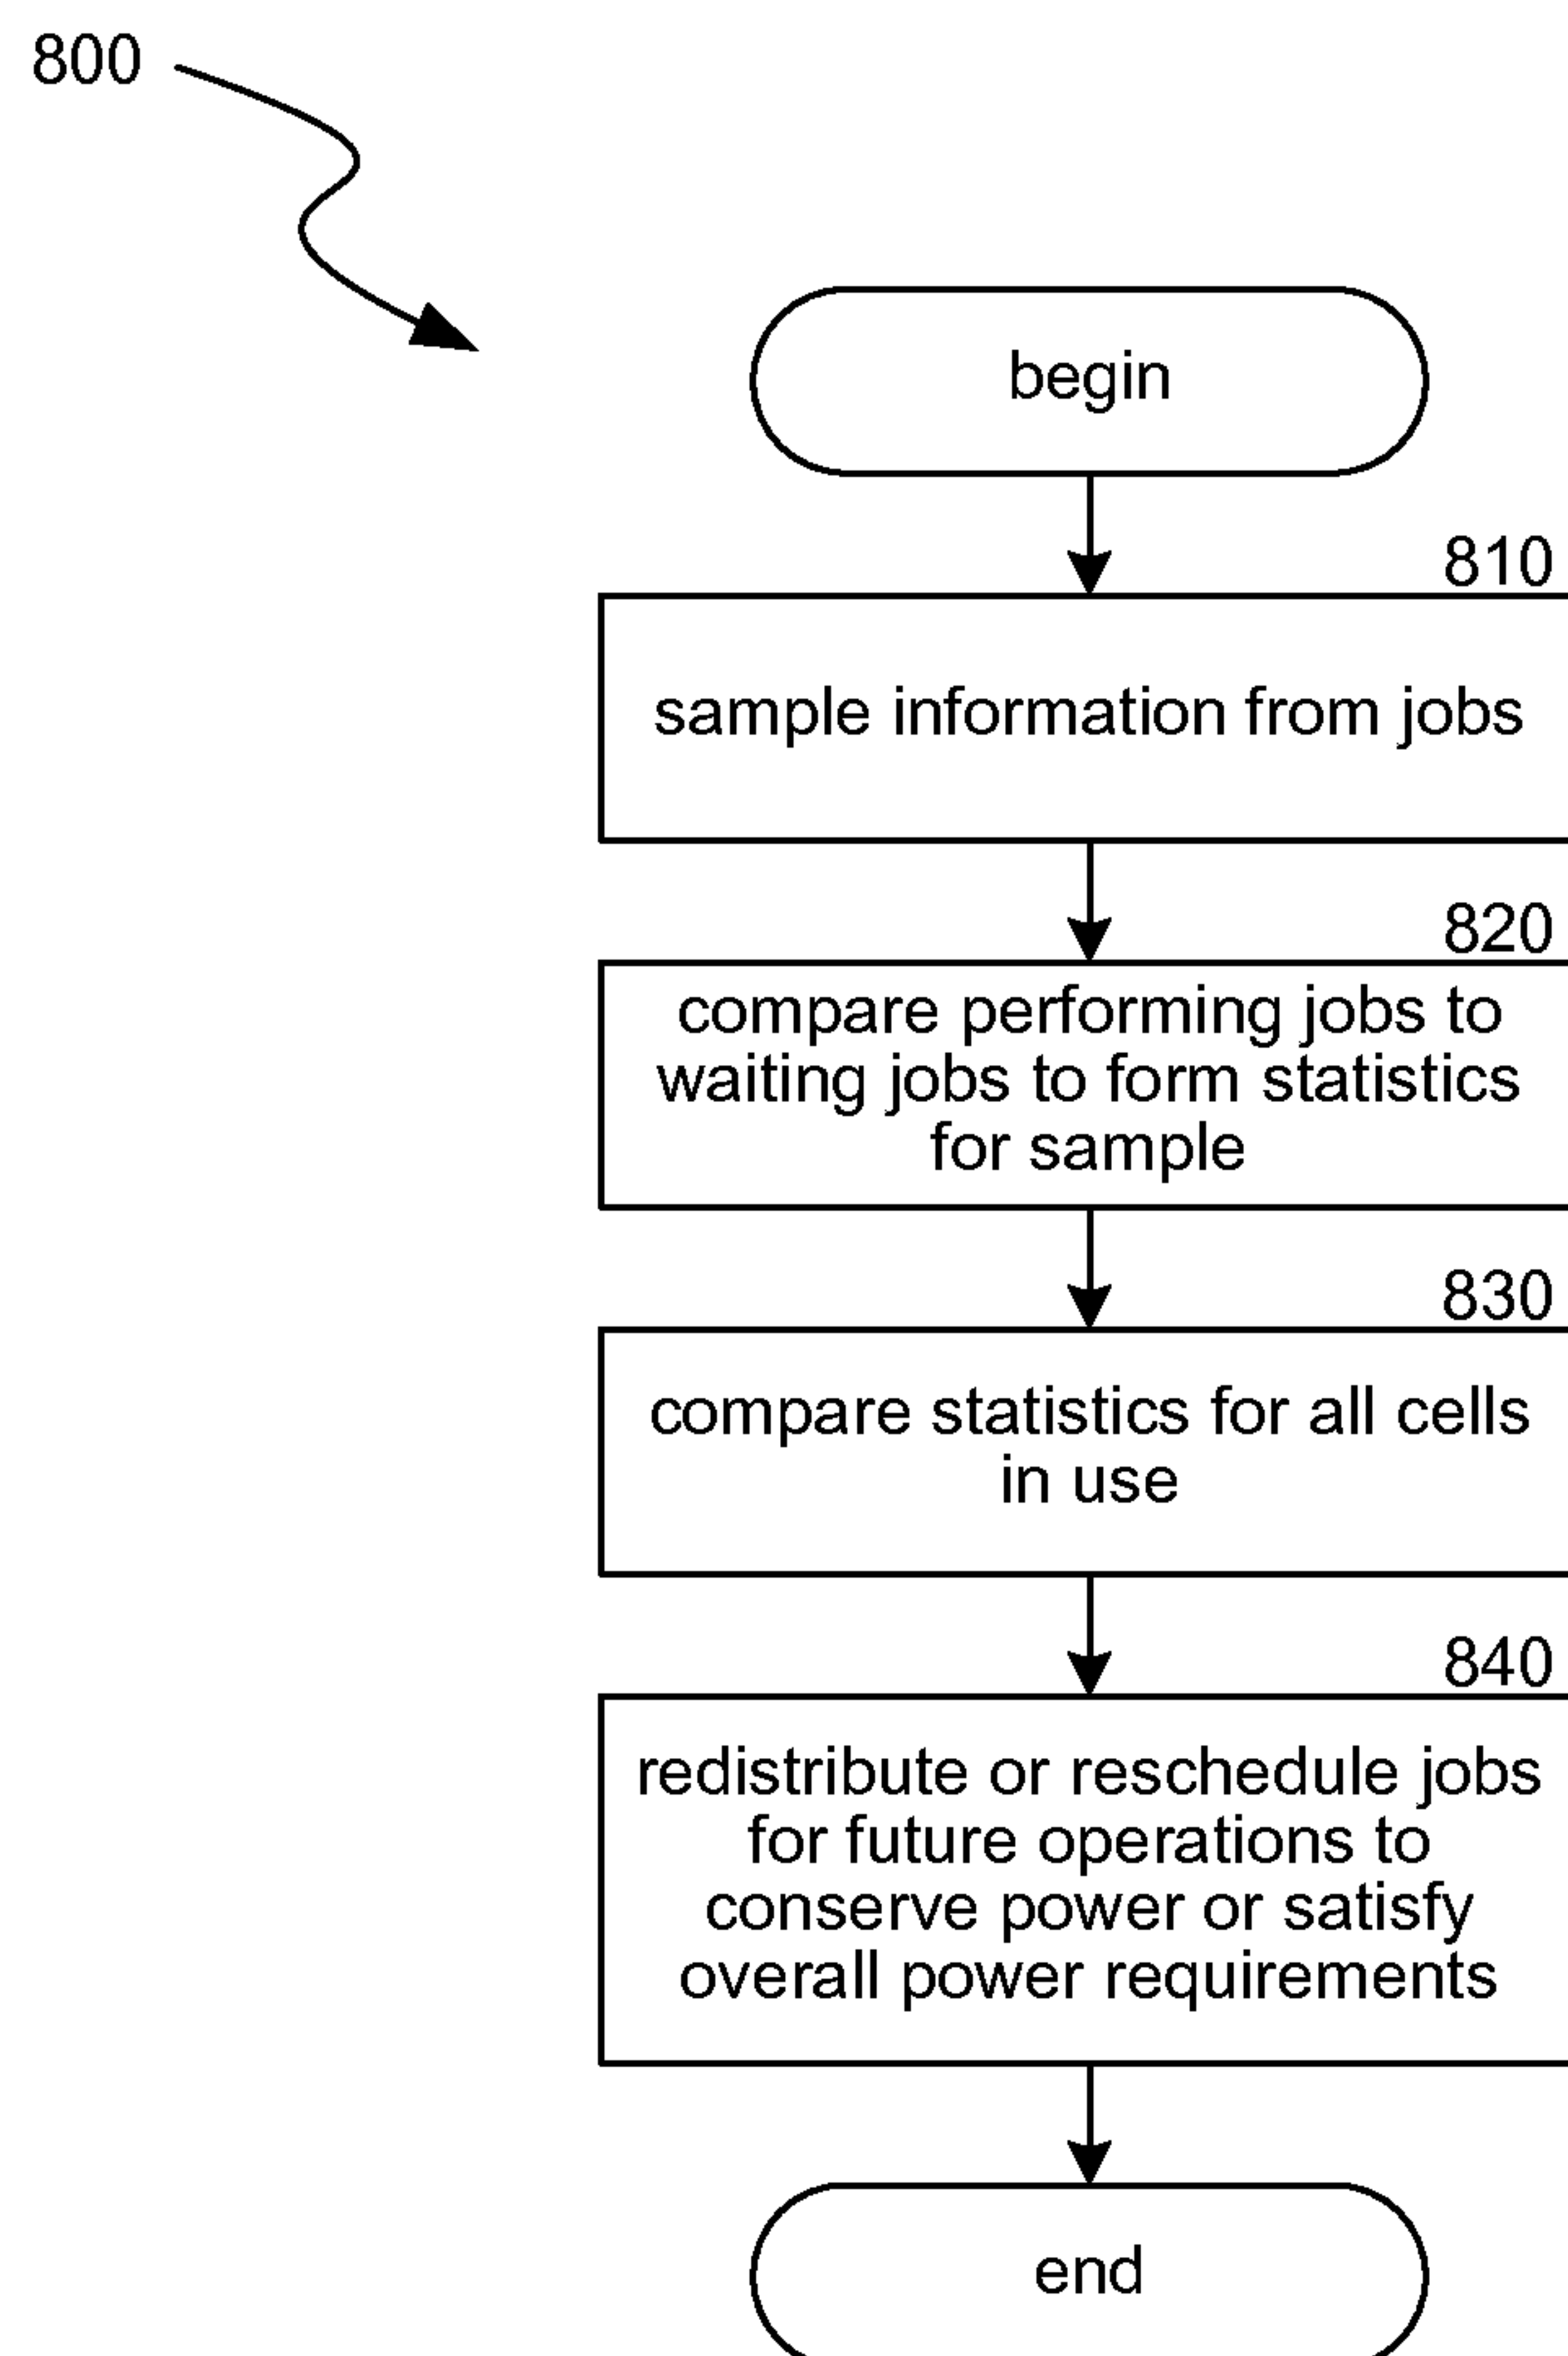 800
begin
810
sample information from jobs
820
compare performing jobs to
waiting jobs to form statistics
for sample
830
compare statistics for all cells
in use
840
redistribute or reschedule jobs
for future operations to
conserve power or satisfy
overall power requirements
end